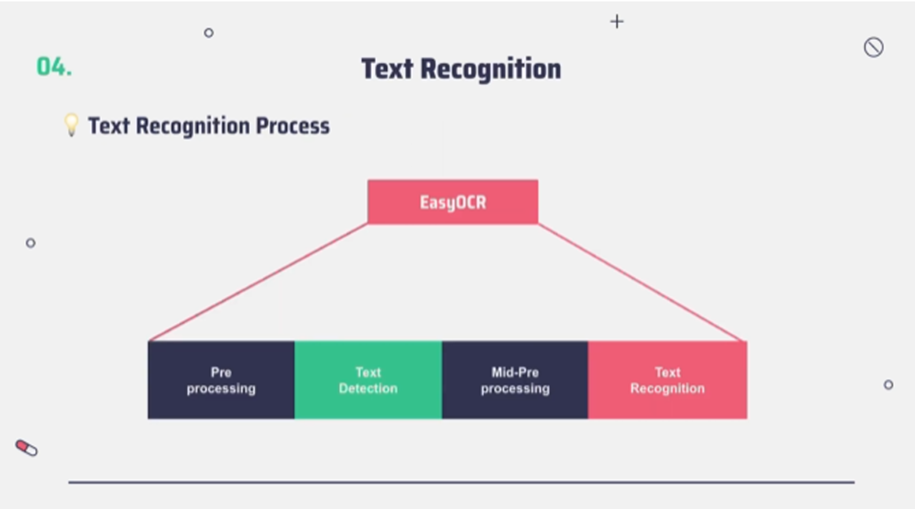 04.
Text Recognition
Text Recognition Process
EasyOCR
Pre
processing
Text
Detection
Mid-Pre
processing
Text
Recognition